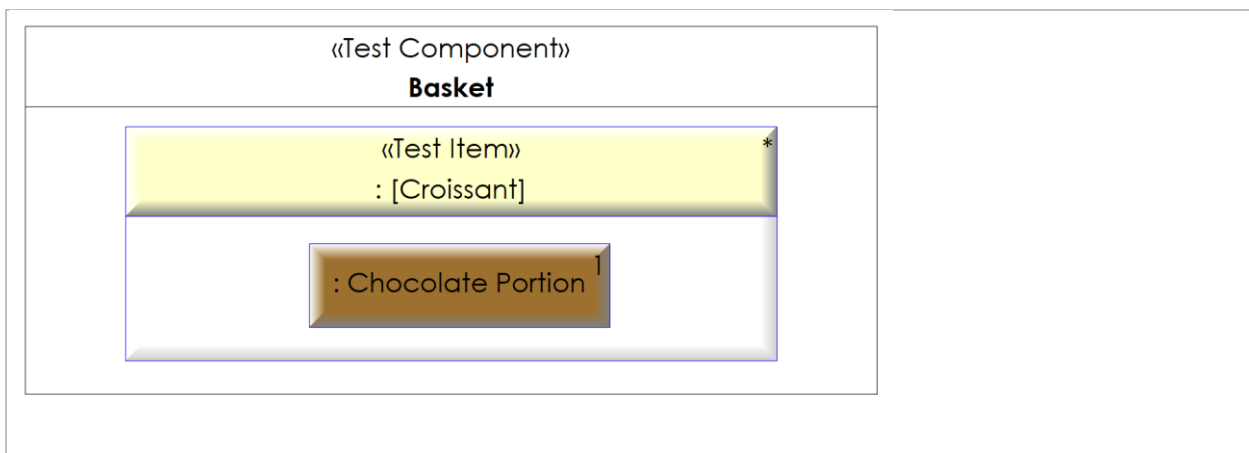 «Test Component»
Basket
«Test Item»
*
: [Croissant]
1
: Chocolate Portion